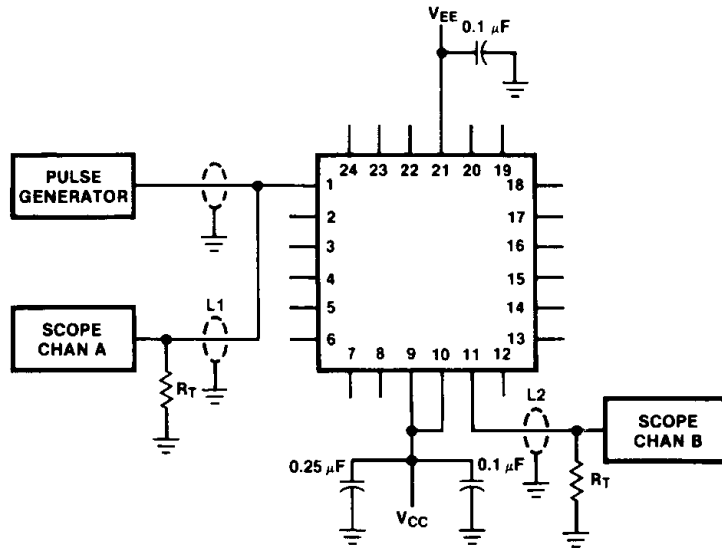 VEE
0.1 µF
PULSE
GENERATOR
24 23 22 21 20 19
1
2
3
4
5
6
18
17
16
15
14
13
7 8 9 10 11 12
L1
SCOPE
CHAN A
RT
L2
SCOPE
CHAN B
RT
0.25 µF
0.1 µF
VCC